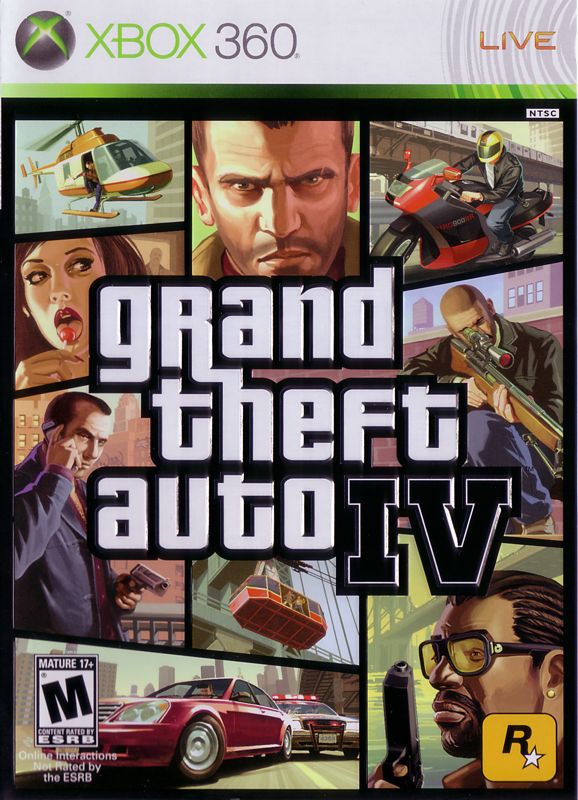 XBOX 360
LIVE
NTSC
grand
theft
auto IV
MATURE 17+
M
CONTENT RATED BY
ESRB
Online Interactions
Not Rated by
the ESRB
R